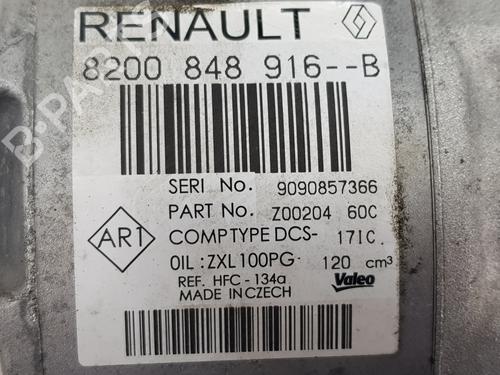 RENAULT
8200 848 916--B
SERI No. 9090857366
PART No. Z00204 60C
COMPTYPE DCS- 17IC.
OIL : ZXL100PG 120 cm³
REF. HFC - 134a
MADE IN CZECH
Valeo
AR1
B-PARTS